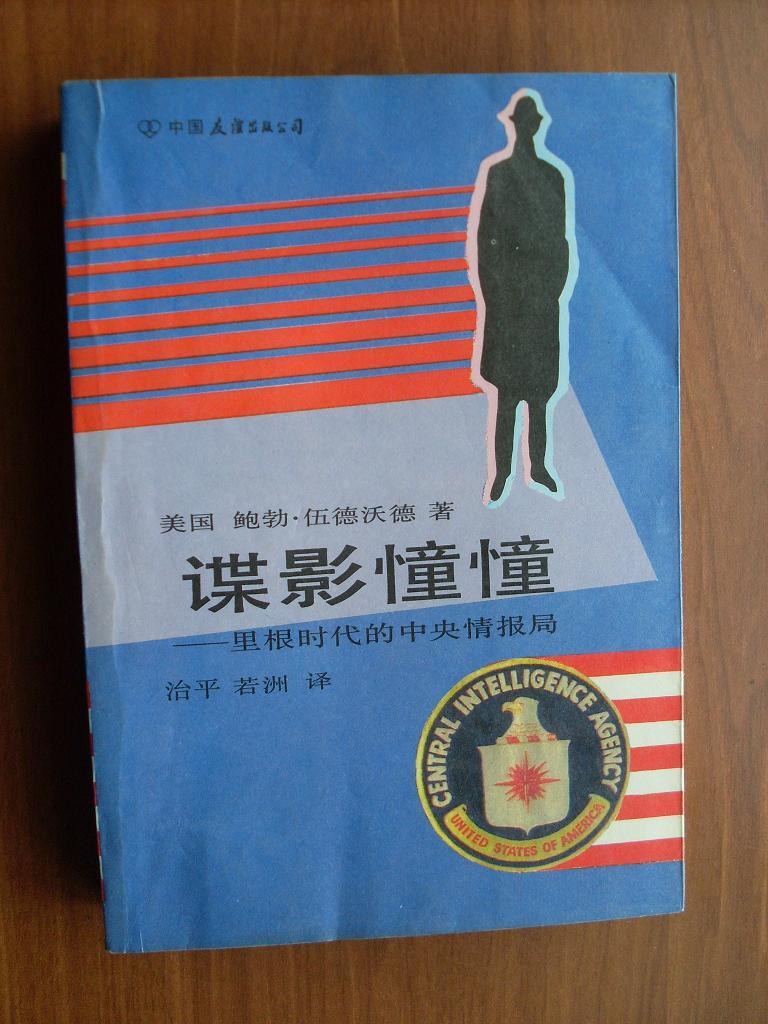 中国友谊出版公司
美国 鲍勃·伍德沃德 著
谍影憧憧
——里根时代的中央情报局
治平 若洲 译
CENTRAL INTELLIGENCE AGENCY
UNITED STATES OF AMERICA